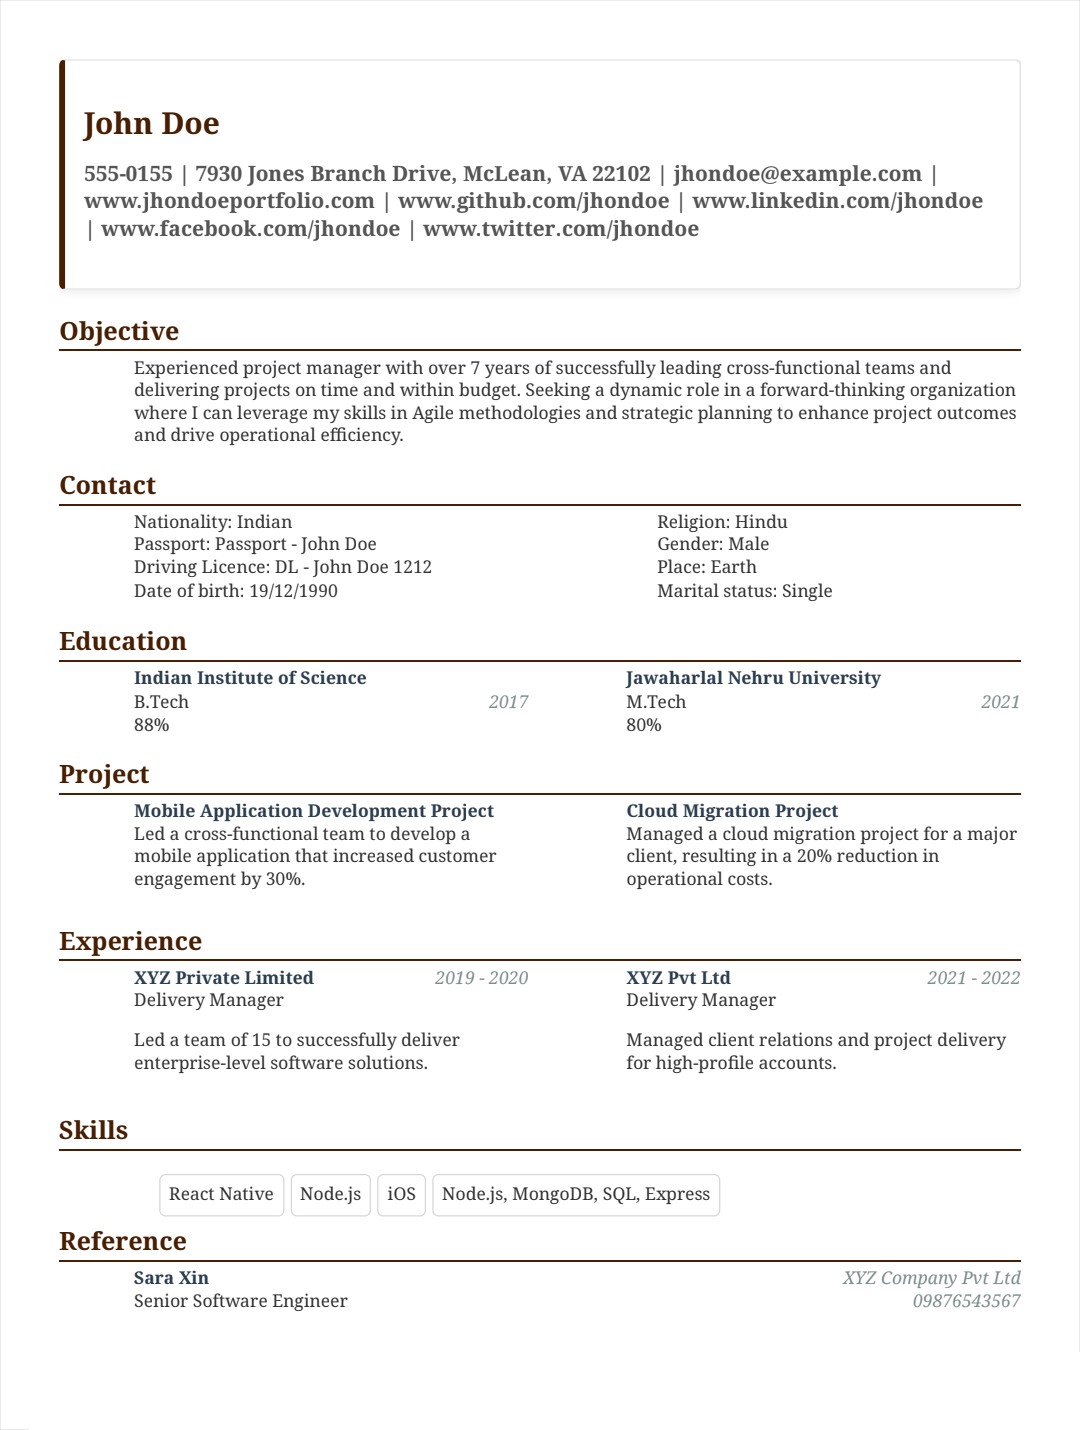 John Doe
555-0155 | 7930 Jones Branch Drive, McLean, VA 22102 | jhondoe@example.com |
www.jhondoeportfolio.com | www.github.com/jhondoe | www.linkedin.com/jhondoe
| www.facebook.com/jhondoe | www.twitter.com/jhondoe
Objective
Experienced project manager with over 7 years of successfully leading cross-functional teams and
delivering projects on time and within budget. Seeking a dynamic role in a forward-thinking organization
where I can leverage my skills in Agile methodologies and strategic planning to enhance project outcomes
and drive operational efficiency.
Contact
Nationality: Indian
Passport: Passport - John Doe
Driving Licence: DL - John Doe 1212
Date of birth: 19/12/1990
Religion: Hindu
Gender: Male
Place: Earth
Marital status: Single
Education
Indian Institute of Science
B.Tech 2017
88%
Jawaharlal Nehru University
M.Tech 2021
80%
Project
Mobile Application Development Project
Led a cross-functional team to develop a
mobile application that increased customer
engagement by 30%.
Cloud Migration Project
Managed a cloud migration project for a major
client, resulting in a 20% reduction in
operational costs.
Experience
XYZ Private Limited 2019 - 2020
Delivery Manager
Led a team of 15 to successfully deliver
enterprise-level software solutions.
XYZ Pvt Ltd 2021 - 2022
Delivery Manager
Managed client relations and project delivery
for high-profile accounts.
Skills
React Native Node.js iOS Node.js, MongoDB, SQL, Express
Reference
Sara Xin XYZ Company Pvt Ltd
Senior Software Engineer 09876543567